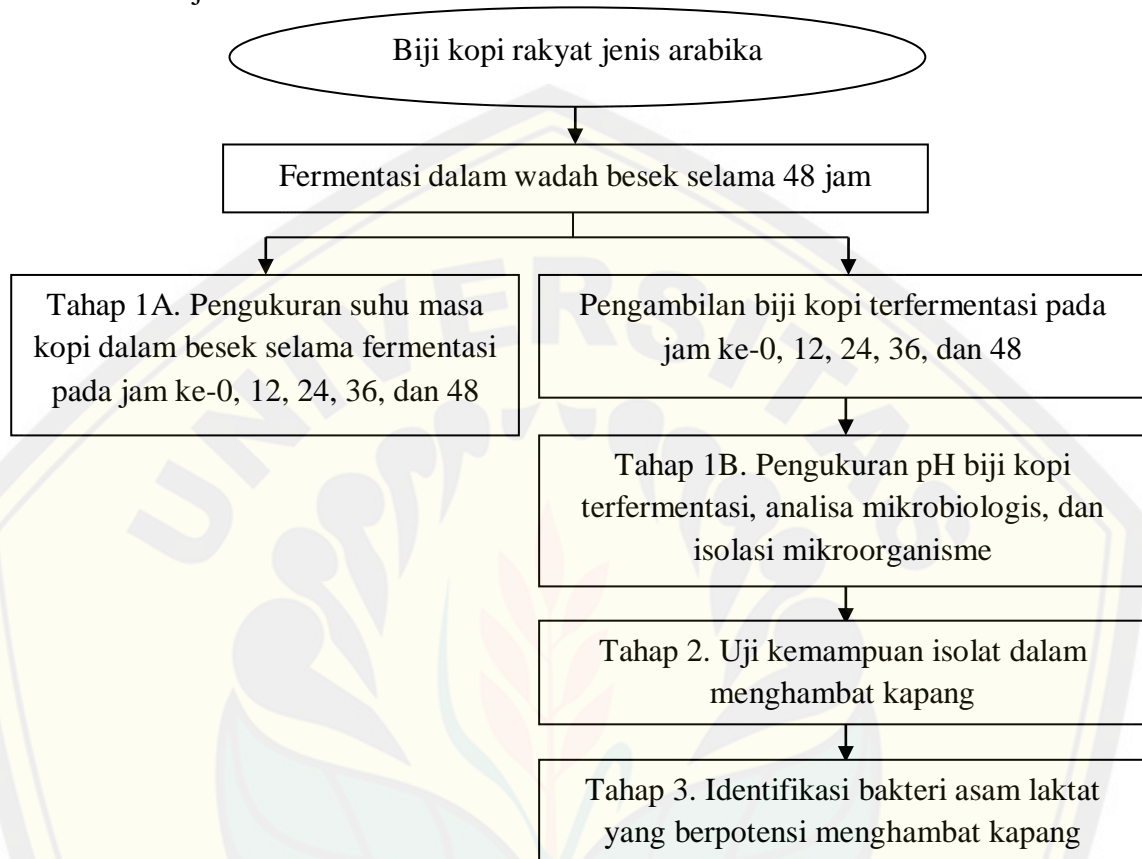 Biji kopi rakyat jenis arabika
Fermentasi dalam wadah besek selama 48 jam
Tahap 1A. Pengukuran suhu masa
kopi dalam besek selama fermentasi
pada jam ke-0, 12, 24, 36, dan 48
Pengambilan biji kopi terfermentasi pada
jam ke-0, 12, 24, 36, dan 48
Tahap 1B. Pengukuran pH biji kopi
terfermentasi, analisa mikrobiologis, dan
isolasi mikroorganisme
Tahap 2. Uji kemampuan isolat dalam
menghambat kapang
Tahap 3. Identifikasi bakteri asam laktat
yang berpotensi menghambat kapang
UNIVERSITAS